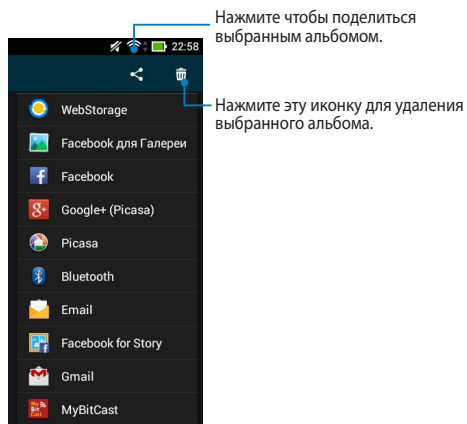 Нажмите чтобы поделиться
выбранным альбомом.
22:58
Нажмите эту иконку для удаления
выбранного альбома.
WebStorage
Facebook для Галереи
Facebook
Google+ (Picasa)
Picasa
Bluetooth
Email
Facebook for Story
Gmail
MyBitCast